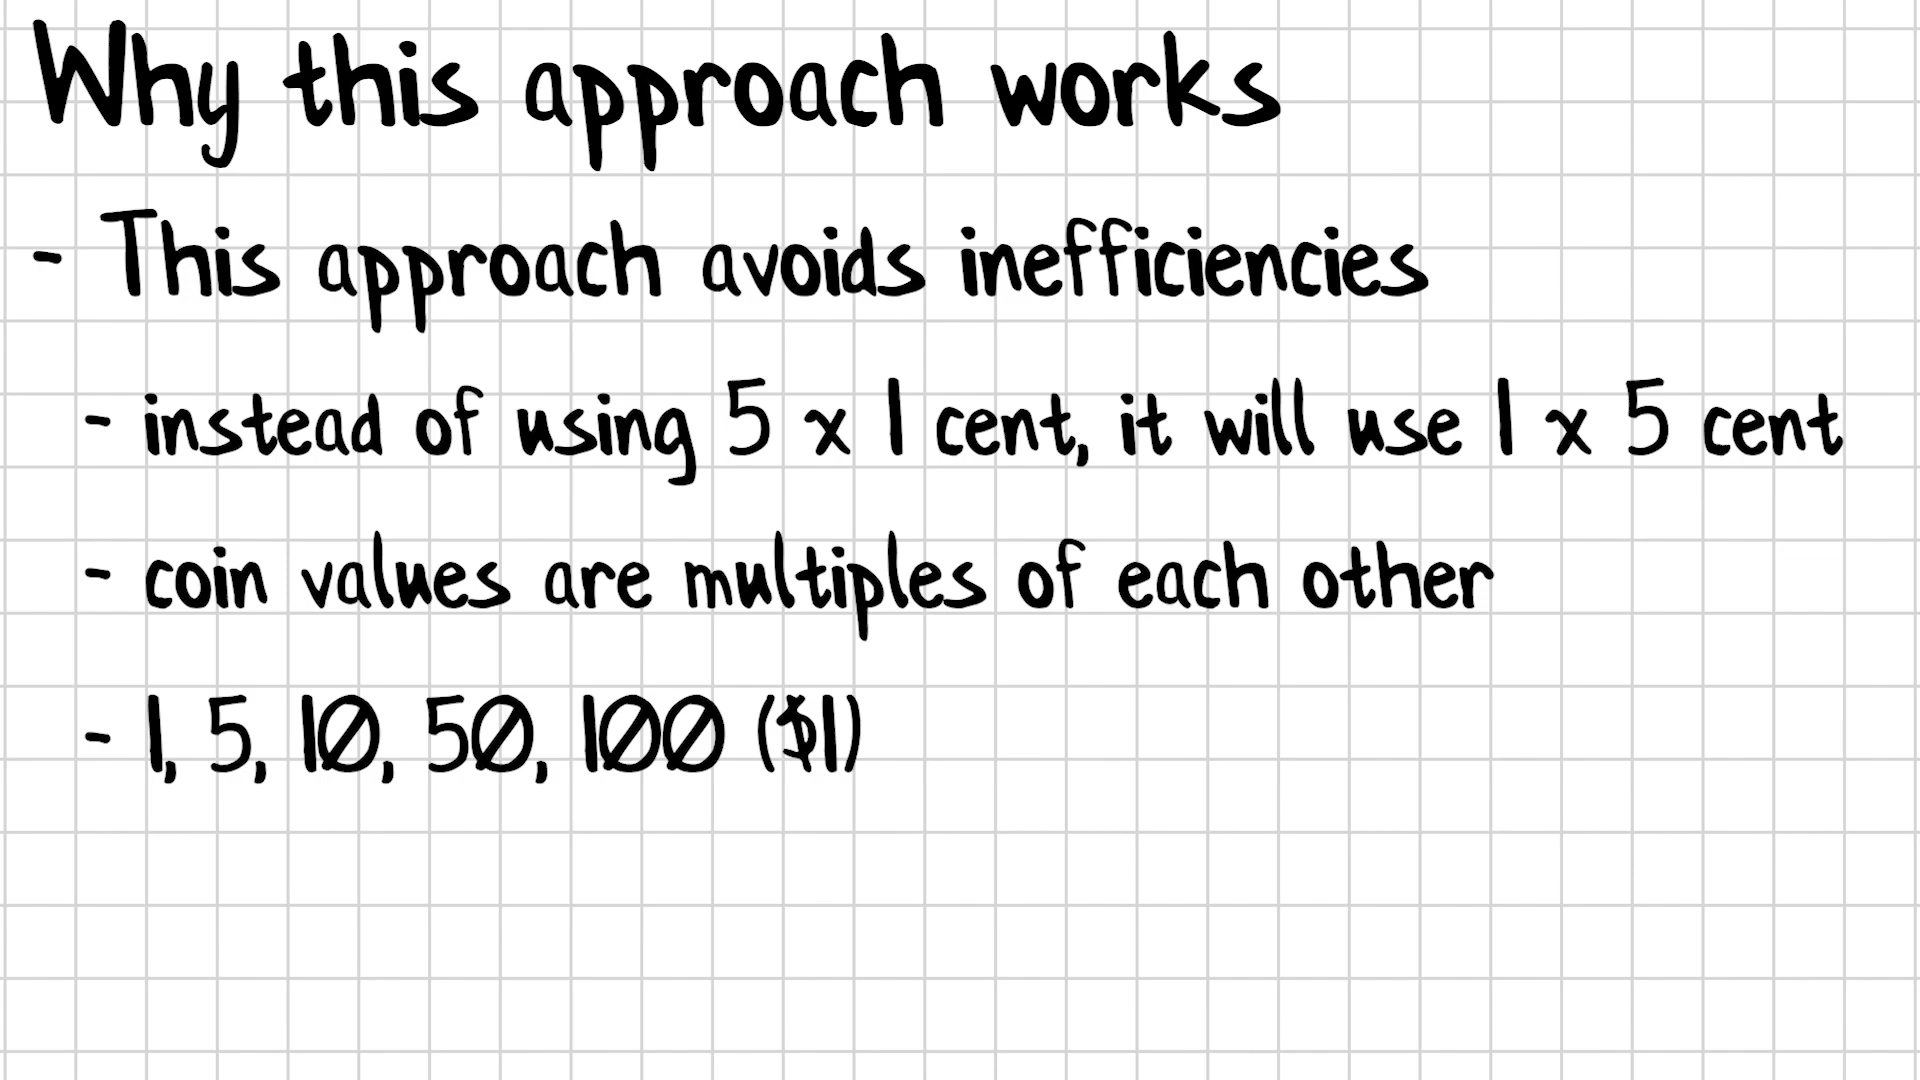 Why this approach works
- This approach avoids inefficiencies
- instead of using 5 x 1 cent, it will use 1 x 5 cent
- coin values are multiples of each other
- 1, 5, 10, 50, 100 ($1)